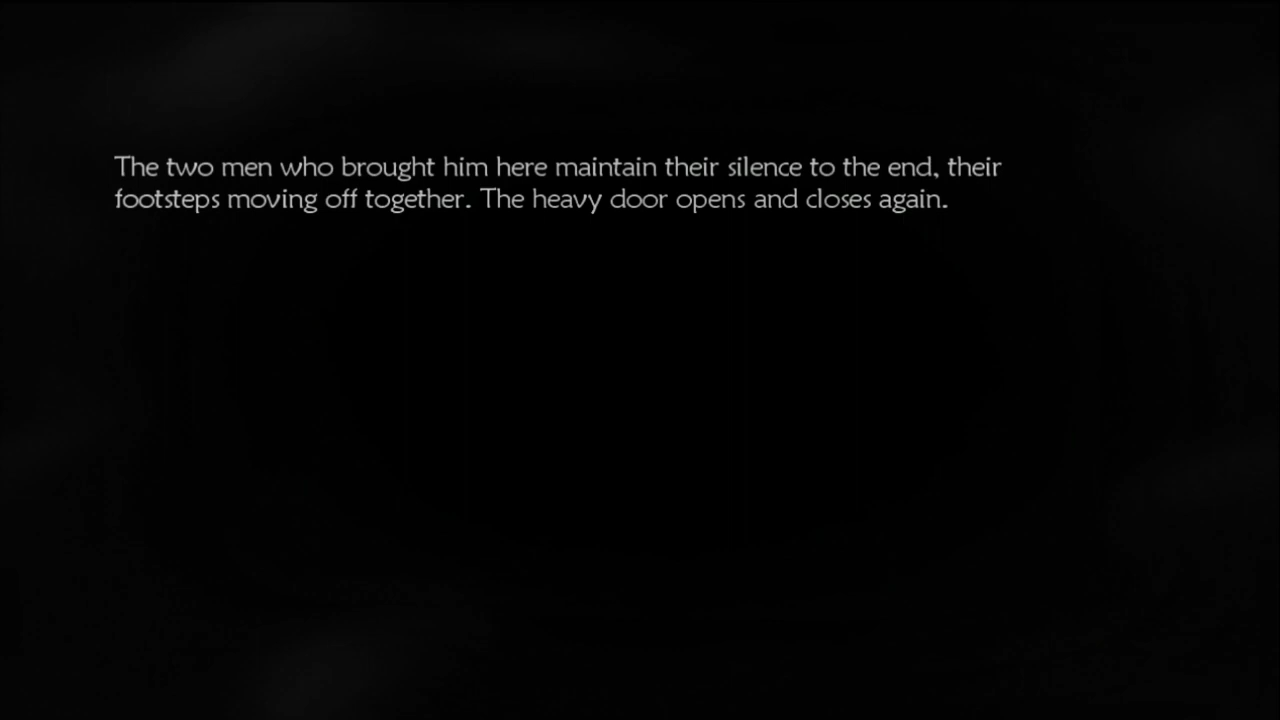 The two men who brought him here maintain their silence to the end, their
footsteps moving off together. The heavy door opens and closes again.